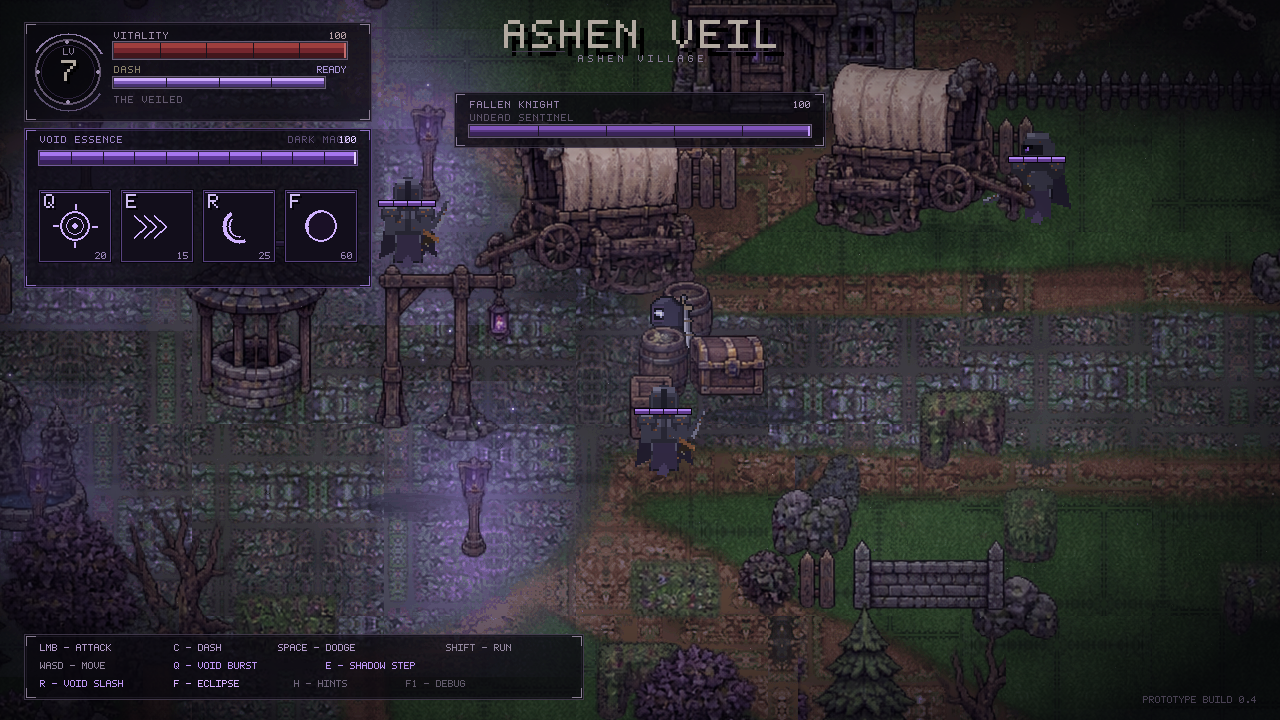 ASHEN VEIL
ASHEN VILLAGE
LV
7
VITALITY 100
DASH READY
THE VEILED
FALLEN KNIGHT 100
UNDEAD SENTINEL
VOID ESSENCE 100
Q E R F
20 15 25 60
LMB - ATTACK C - DASH SPACE - DODGE SHIFT - RUN
WASD - MOVE Q - VOID BURST E - SHADOW STEP
R - VOID SLASH F - ECLIPSE H - HINTS F1 - DEBUG
PROTOTYPE BUILD 0.4